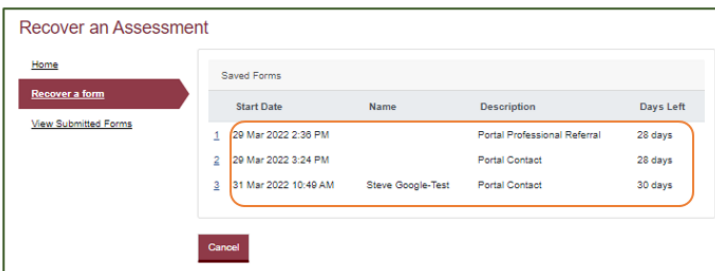 Recover an Assessment
Home
Recover a form
View Submitted Forms
Saved Forms
Start Date Name Description Days Left
1 29 Mar 2022 2:36 PM Portal Professional Referral 28 days
2 29 Mar 2022 3:24 PM Portal Contact 28 days
3 31 Mar 2022 10:49 AM Steve Google-Test Portal Contact 30 days
Cancel